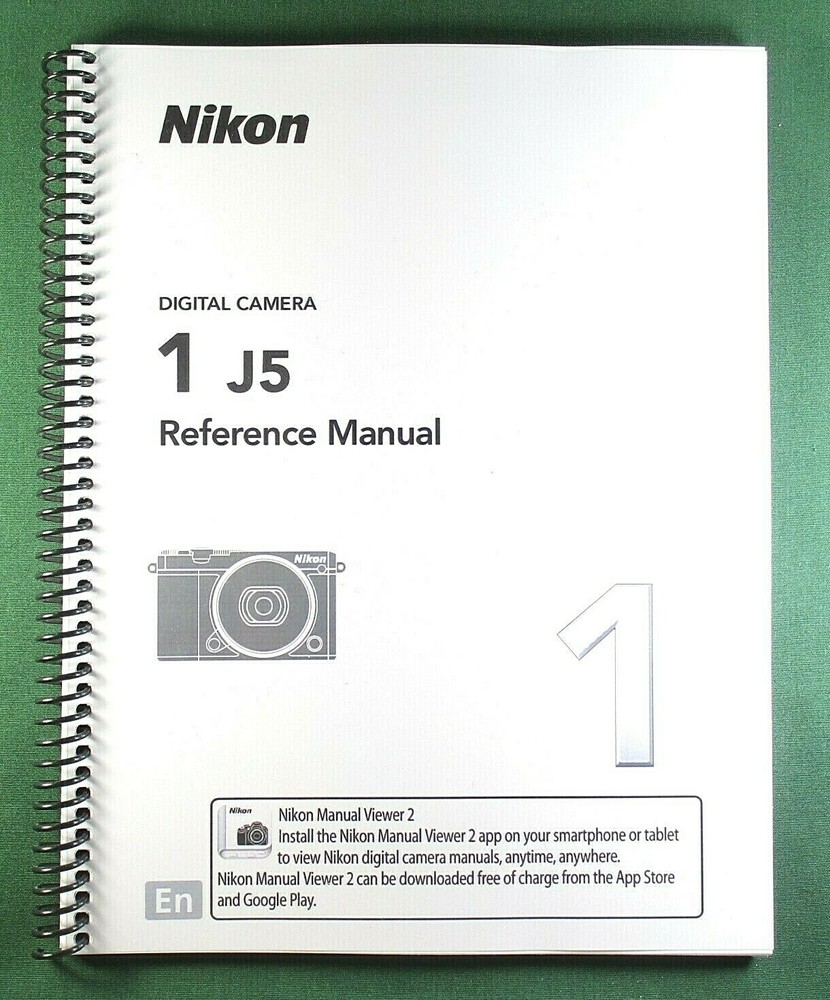 Nikon
DIGITAL CAMERA
1 J5
Reference Manual
Nikon
1
Nikon
Nikon Manual Viewer 2
Install the Nikon Manual Viewer 2 app on your smartphone or tablet
to view Nikon digital camera manuals, anytime, anywhere.
Nikon Manual Viewer 2 can be downloaded free of charge from the App Store
and Google Play.
En